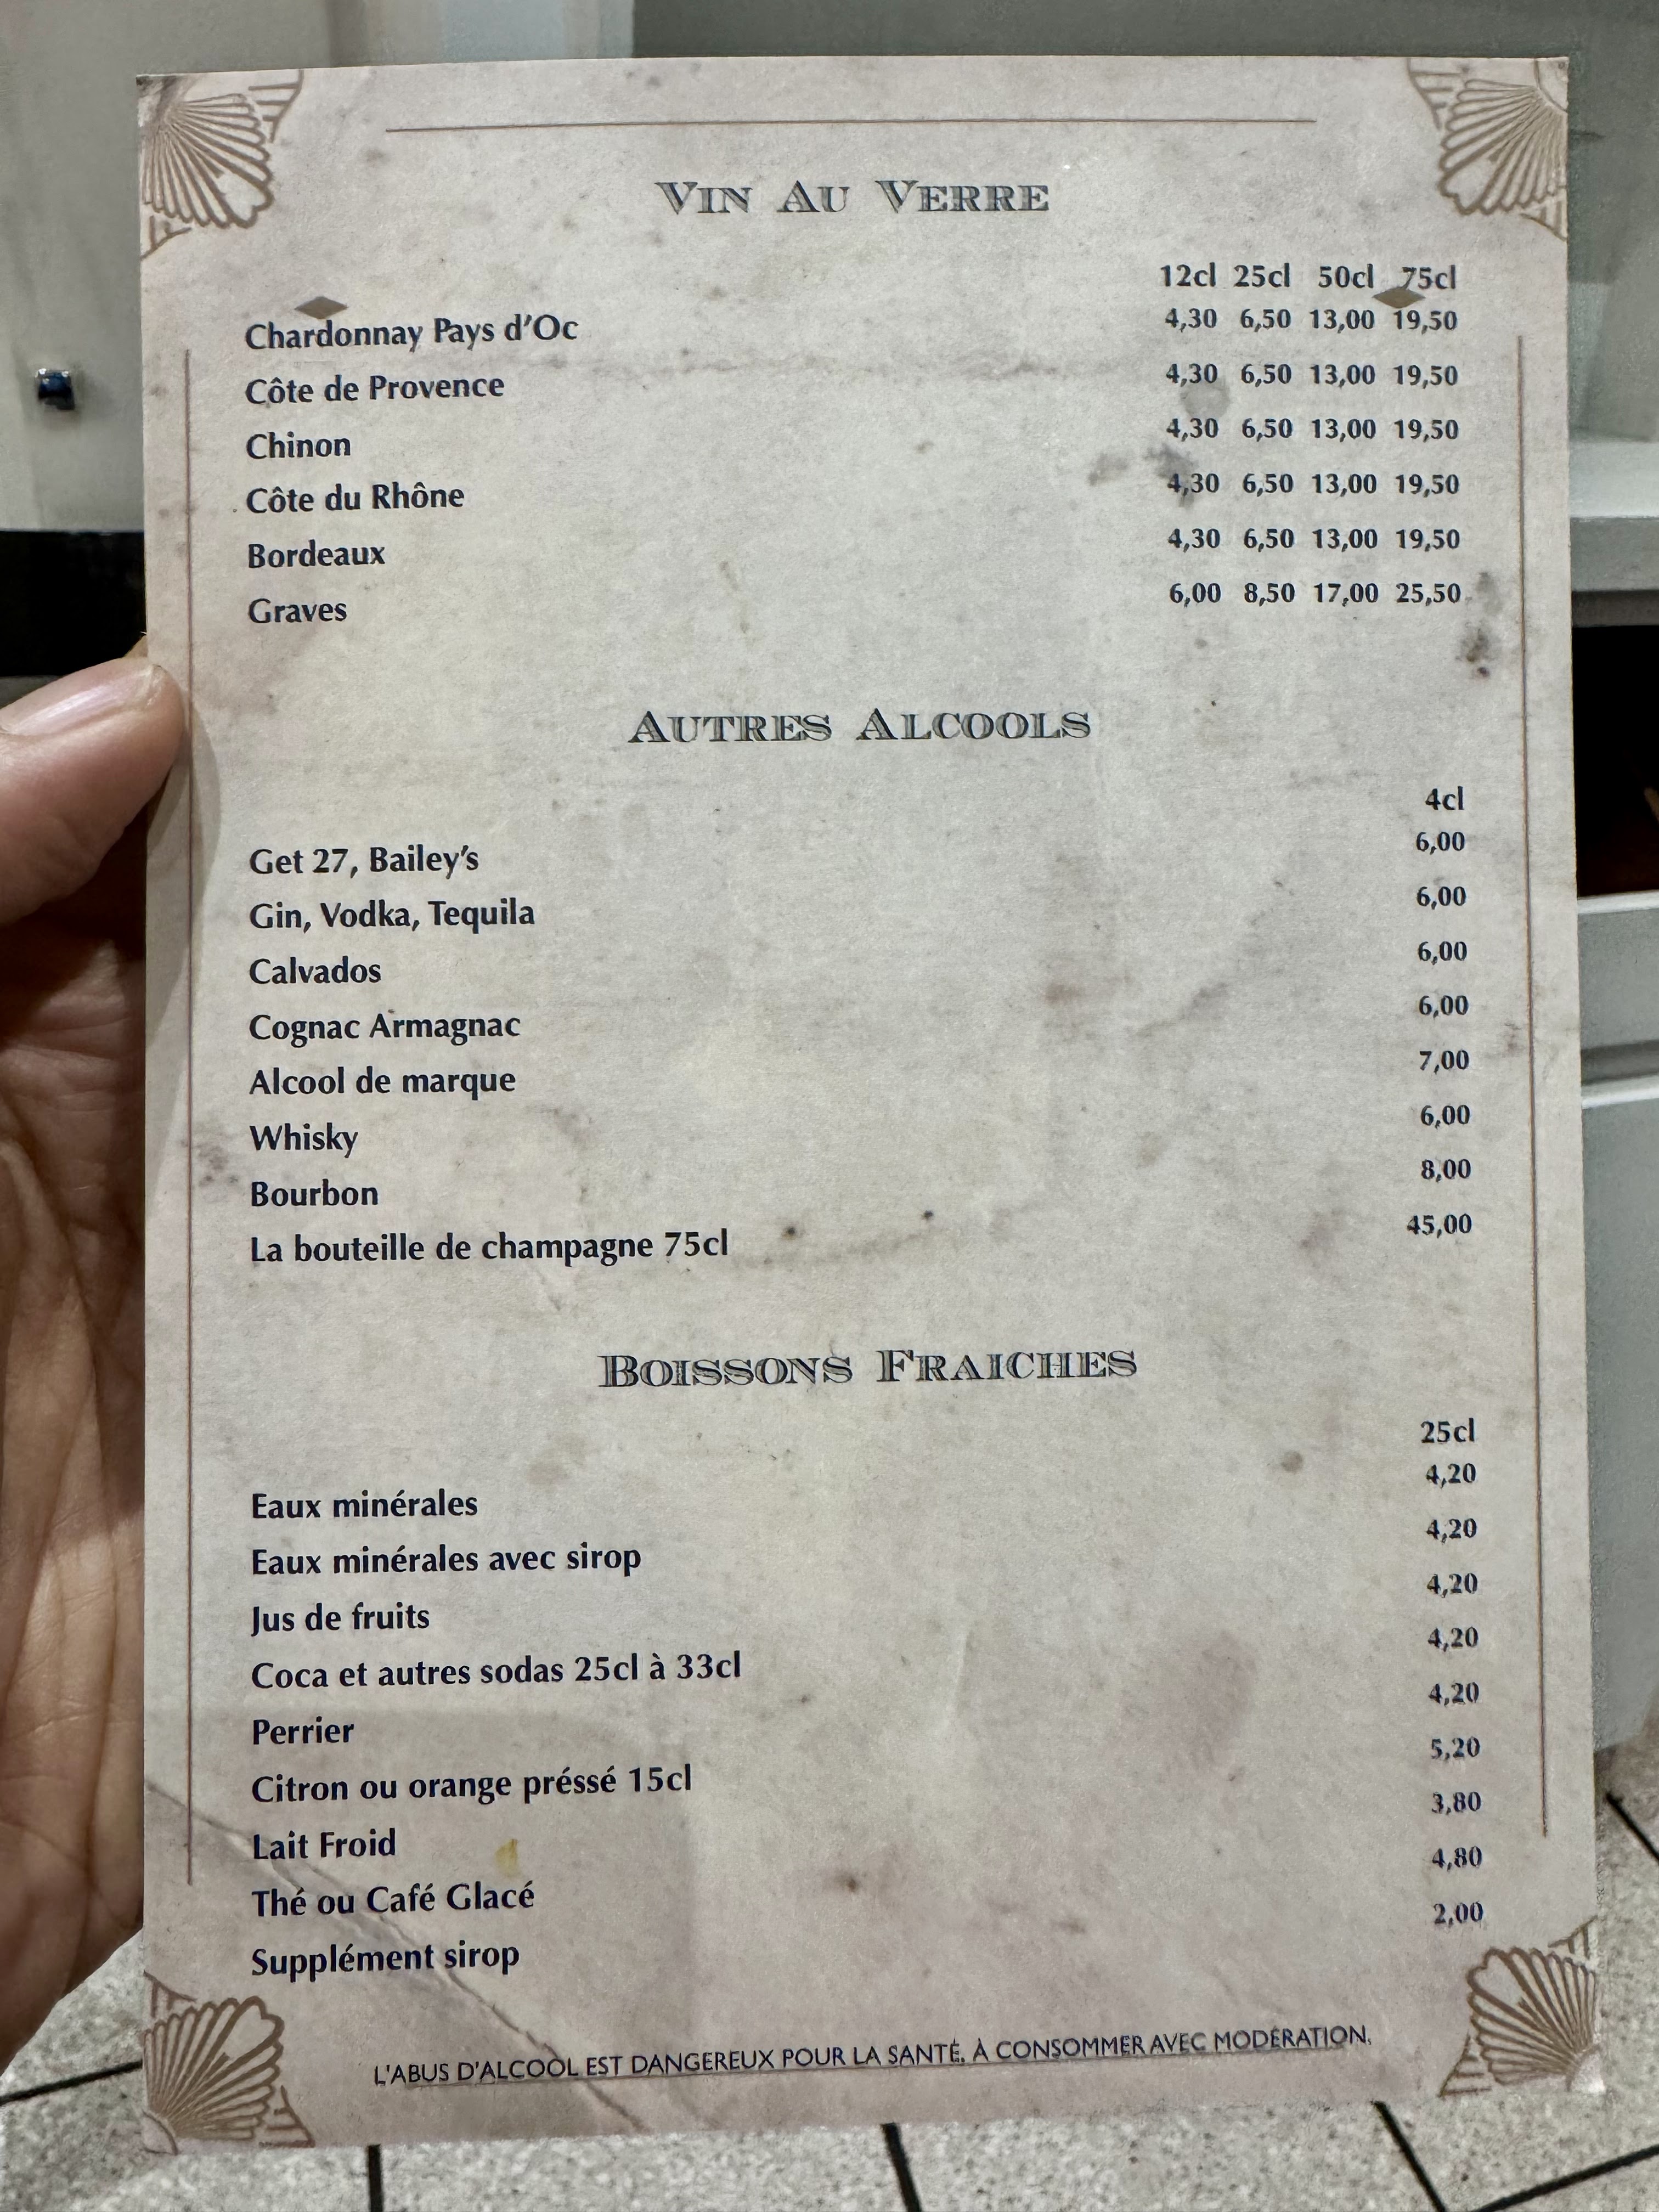 VIN AU VERRE
12cl 25cl 50cl 75cl
Chardonnay Pays d'Oc 4,30 6,50 13,00 19,50
Côte de Provence 4,30 6,50 13,00 19,50
Chinon 4,30 6,50 13,00 19,50
Côte du Rhône 4,30 6,50 13,00 19,50
Bordeaux 4,30 6,50 13,00 19,50
Graves 6,00 8,50 17,00 25,50
AUTRES ALCOOLS
4cl
Get 27, Bailey's 6,00
Gin, Vodka, Tequila 6,00
Calvados 6,00
Cognac Armagnac 6,00
Alcool de marque 7,00
Whisky 6,00
Bourbon 8,00
La bouteille de champagne 75cl 45,00
BOISSONS FRAICHES
25cl
Eaux minérales 4,20
Eaux minérales avec sirop 4,20
Jus de fruits 4,20
Coca et autres sodas 25cl à 33cl 4,20
Perrier 4,20
Citron ou orange préssé 15cl 5,20
Lait Froid 3,80
Thé ou Café Glacé 4,80
Supplément sirop 2,00
L'ABUS D'ALCOOL EST DANGEREUX POUR LA SANTÉ, À CONSOMMER AVEC MODÉRATION.